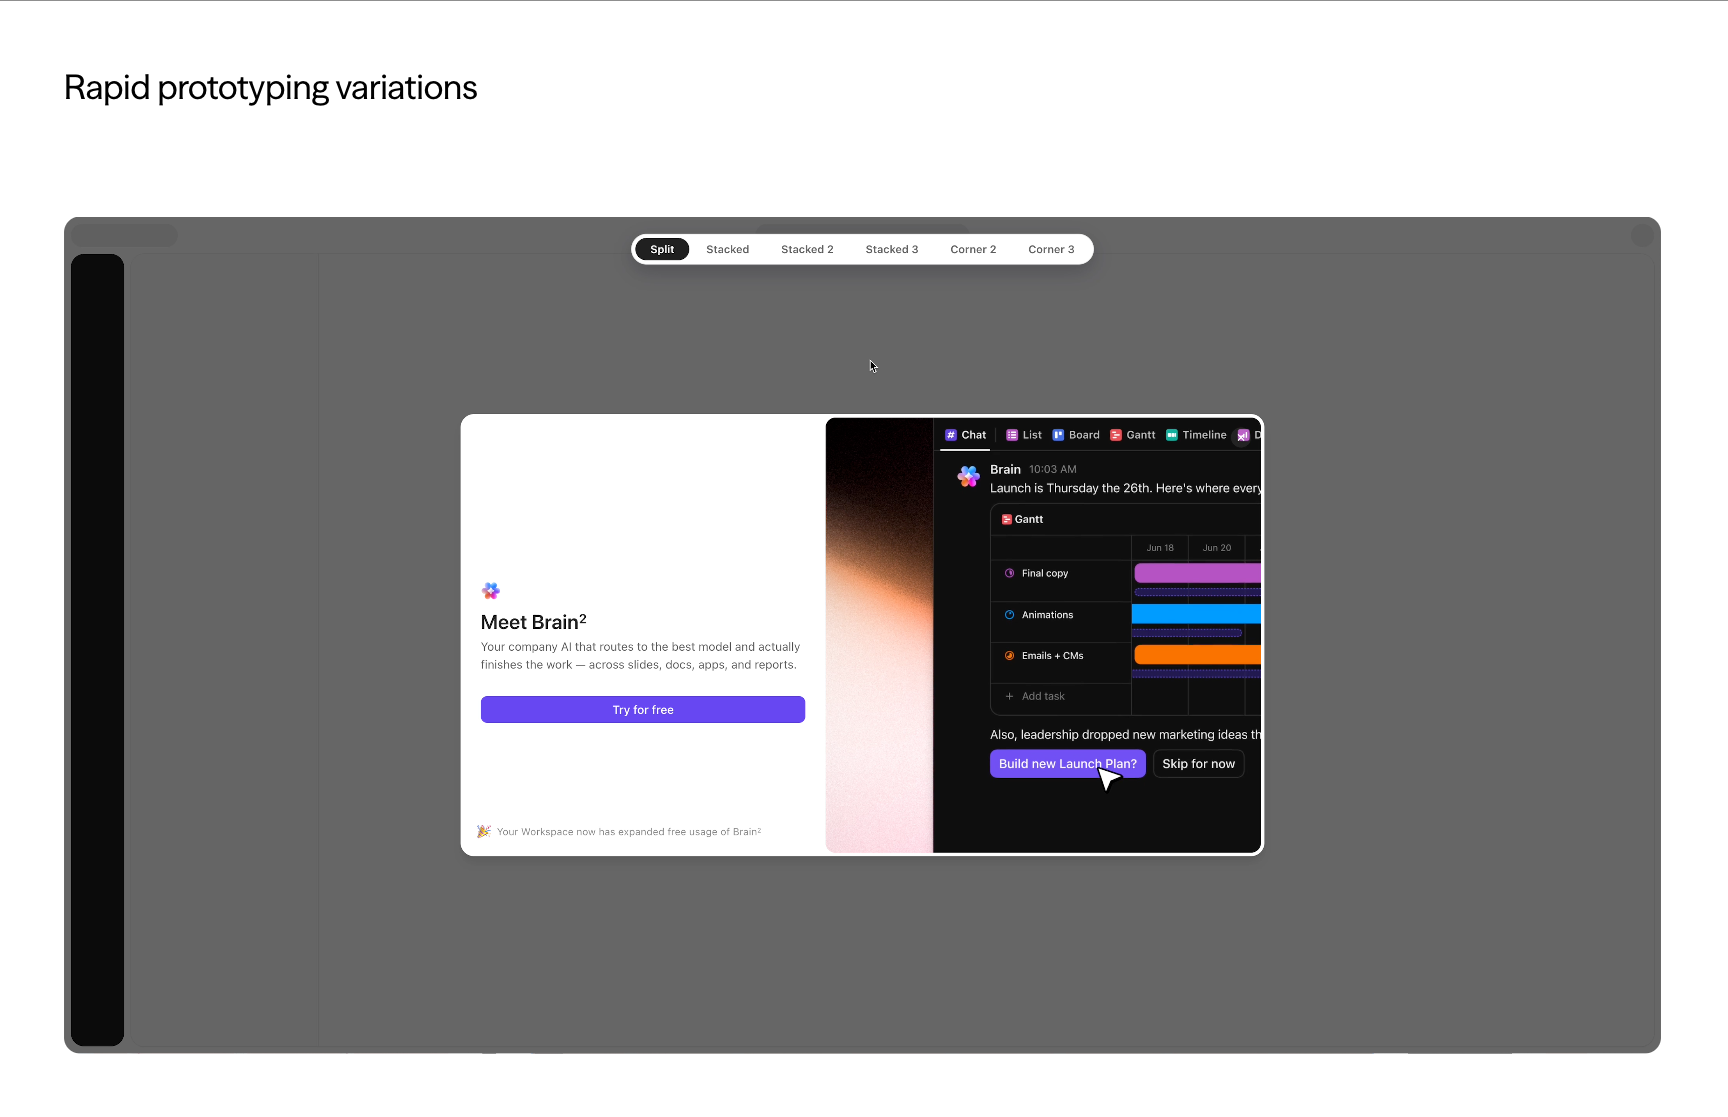 Rapid prototyping variations
Split Stacked Stacked 2 Stacked 3 Corner 2 Corner 3
# Chat List Board Gantt Timeline D
Brain 10:03 AM
Launch is Thursday the 26th. Here's where every
Gantt
Jun 18 Jun 20
Final copy
Animations
Emails + CMs
+ Add task
Also, leadership dropped new marketing ideas th
Build new Launch Plan? Skip for now
Meet Brain²
Your company AI that routes to the best model and actually
finishes the work — across slides, docs, apps, and reports.
Try for free
Your Workspace now has expanded free usage of Brain²